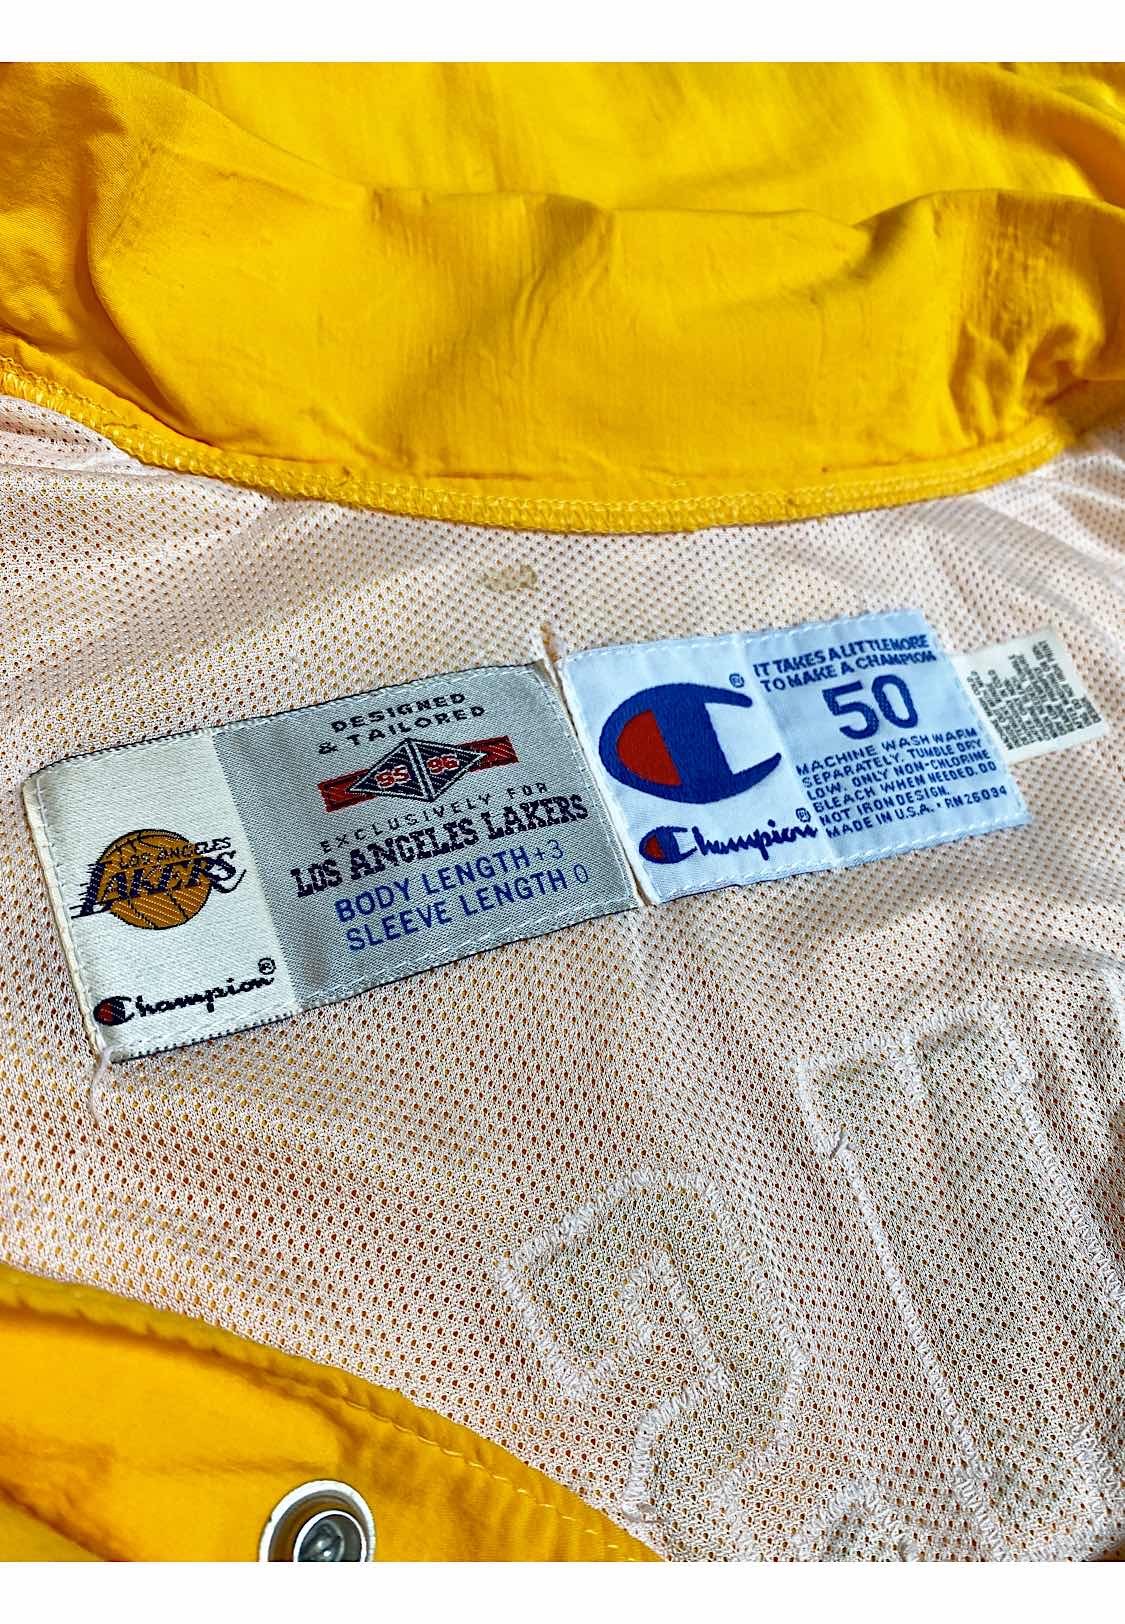 LOS ANGELES
LAKERS
Champion®
DESIGNED
& TAILORED
95 96
EXCLUSIVELY FOR
LOS ANGELES LAKERS
BODY LENGTH +3
SLEEVE LENGTH 0
®
Champion®
IT TAKES A LITTLE MORE
TO MAKE A CHAMPION
50
MACHINE WASH WARM
SEPARATELY. TUMBLE DRY
LOW. ONLY NON-CHLORINE
BLEACH WHEN NEEDED. DO
NOT IRON DESIGN.
MADE IN U.S.A. • RN26094